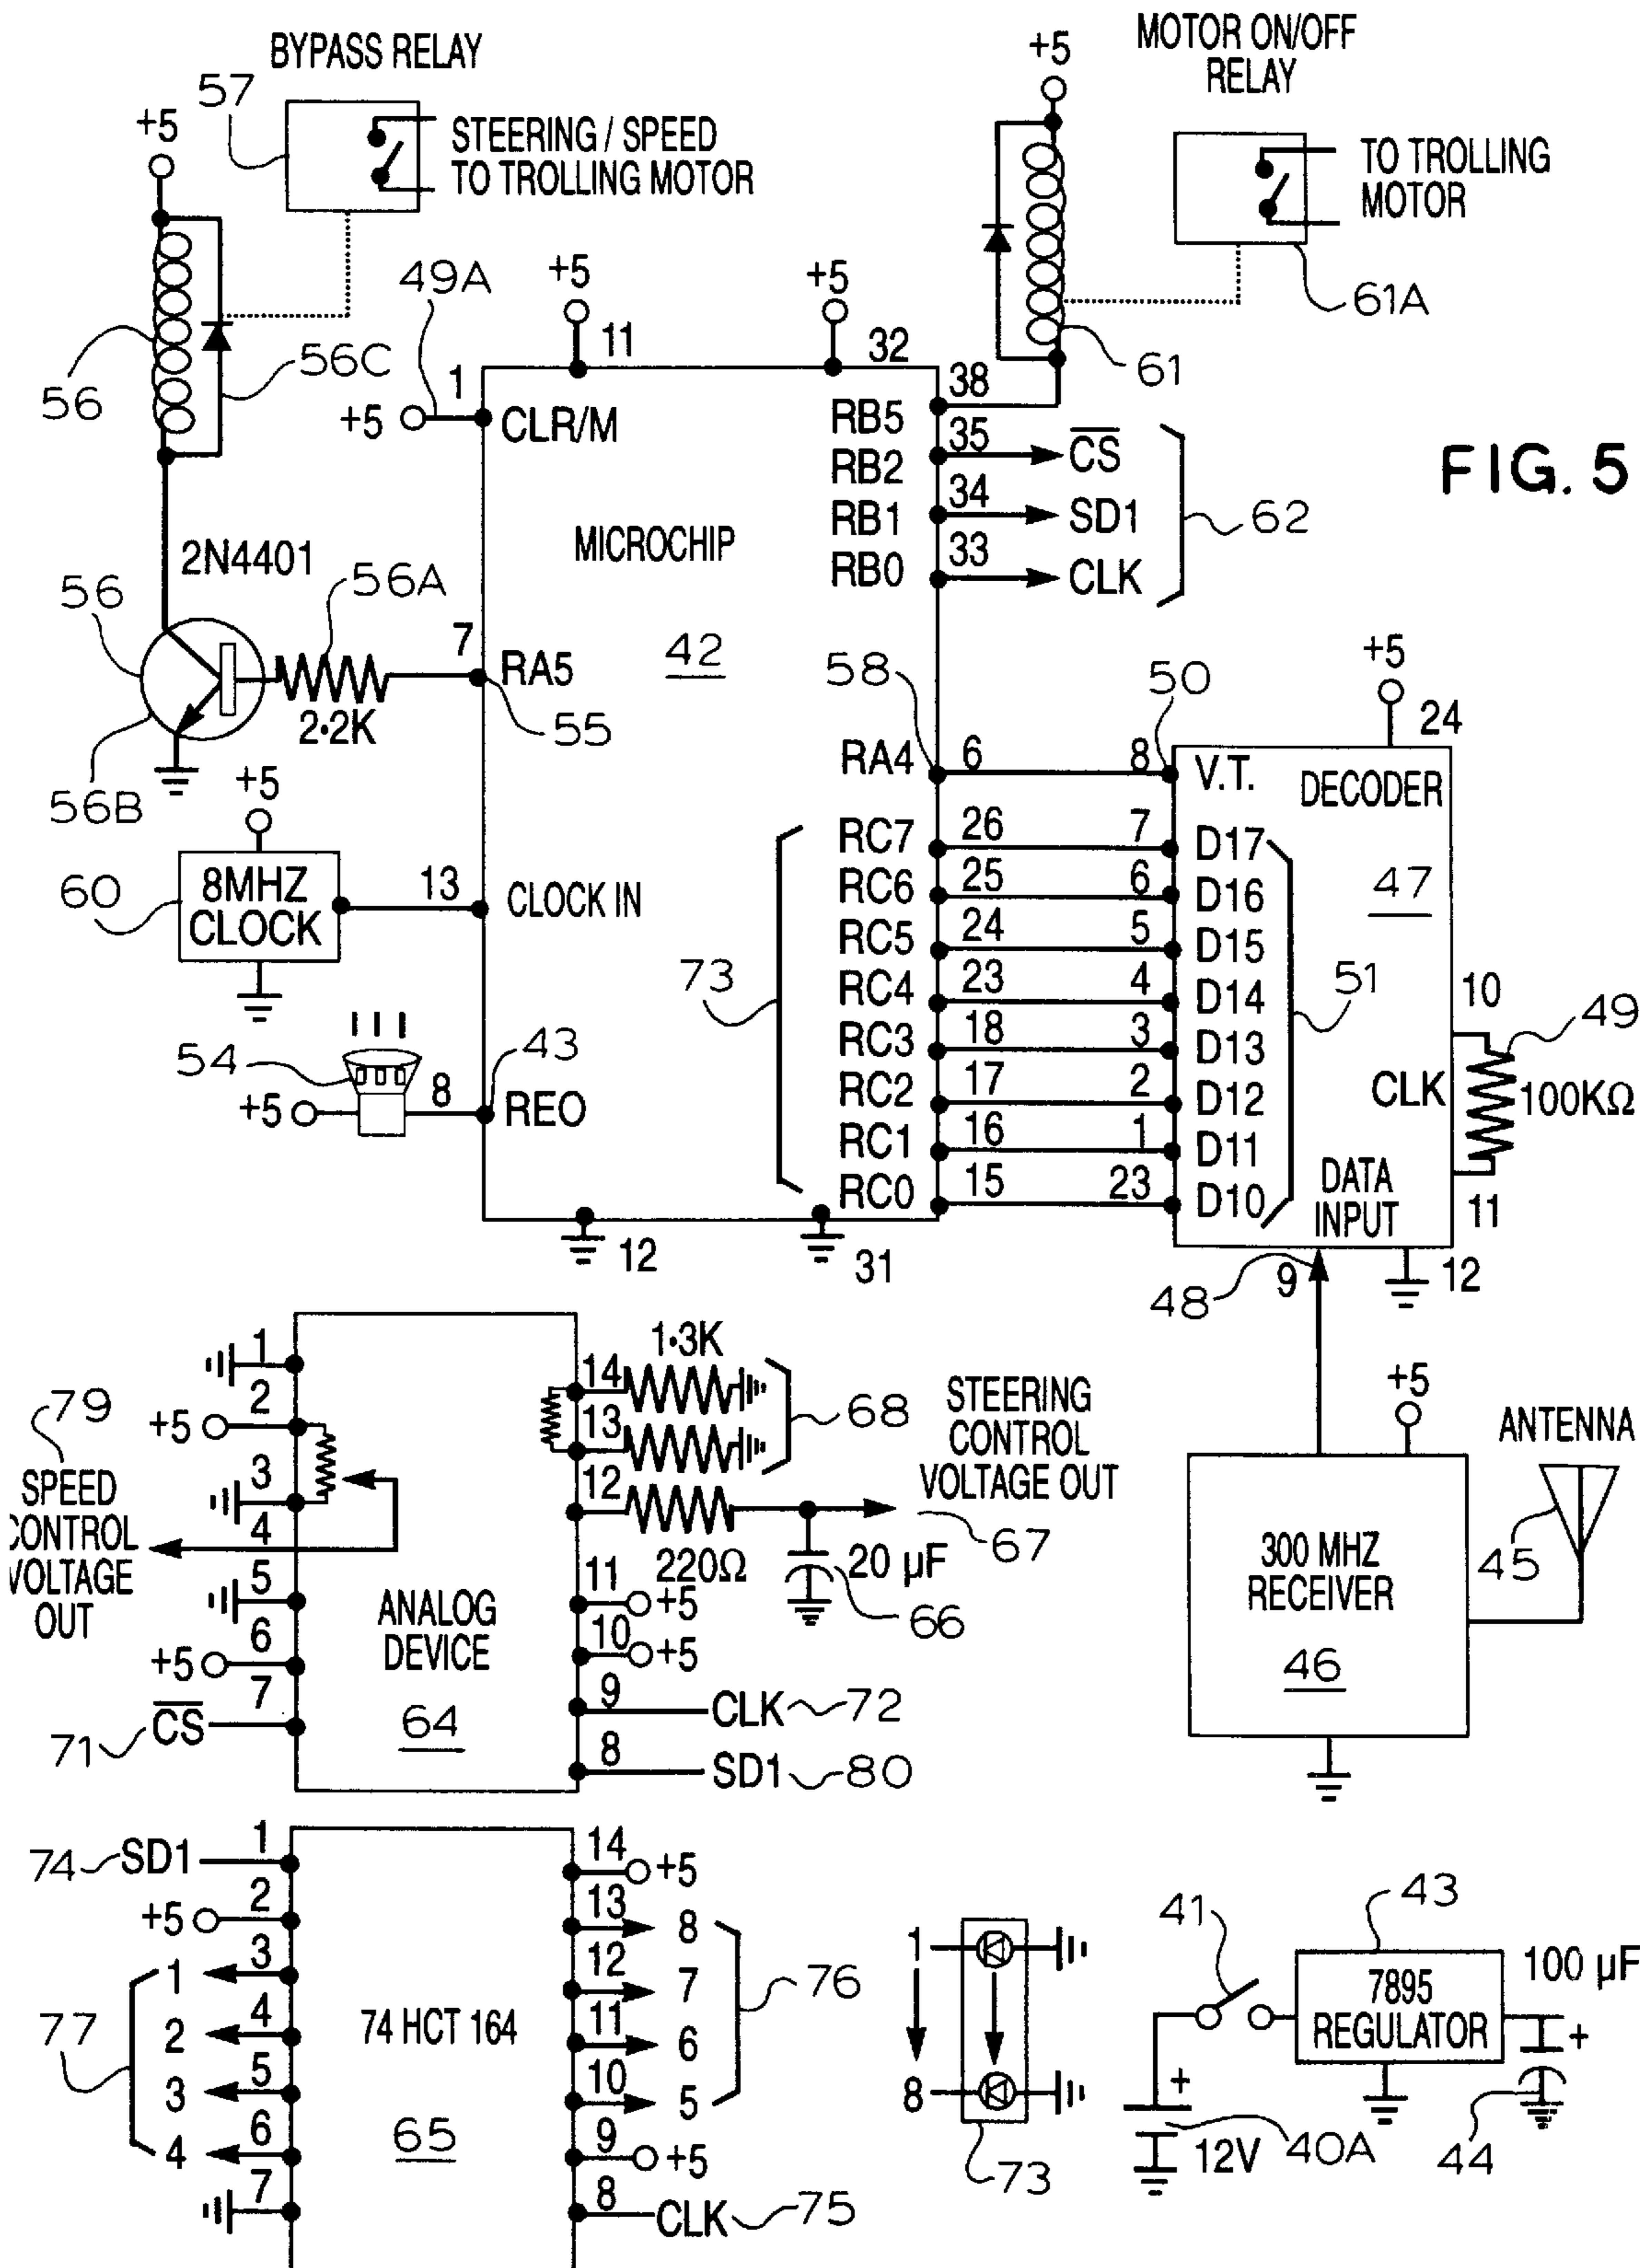 BYPASS RELAY
57
+5
STEERING / SPEED
TO TROLLING MOTOR
+5
MOTOR ON/OFF
RELAY
TO TROLLING
MOTOR
61A
61
FIG. 5
56
56C
49A
+5
+5
11
32
1
+5
CLR/M
MICROCHIP
42
RB5
38
RB2
35
CS
RB1
34
SD1
RB0
33
CLK
62
2N4401
56
56A
2·2K
56B
7
RA5
55
+5
60
8MHZ
CLOCK
13
CLOCK IN
54
+5
8
43
REO
12
31
58
RA4
6
8
50
V.T.
+5
24
DECODER
47
73
RC7
26
7
D17
RC6
25
6
D16
RC5
24
5
D15
RC4
23
4
D14
RC3
18
3
D13
RC2
17
2
D12
RC1
16
1
D11
RC0
15
23
D10
51
10
49
CLK
100KΩ
11
DATA
INPUT
48
9
12
79
SPEED
CONTROL
VOLTAGE
OUT
1
2
+5
3
4
5
6
+5
7
71
CS
ANALOG
DEVICE
64
14
1·3K
13
68
12
220Ω
20 µF
66
STEERING
CONTROL
VOLTAGE OUT
67
11
+5
10
+5
9
CLK
72
8
SD1
80
+5
300 MHZ
RECEIVER
46
ANTENNA
45
74
SD1
1
+5
2
1
3
2
4
3
5
4
6
7
77
74 HCT 164
65
14
+5
13
8
12
7
11
6
10
5
76
9
+5
8
CLK
75
1
8
73
41
43
7895
REGULATOR
100 µF
+
44
+
12V
40A